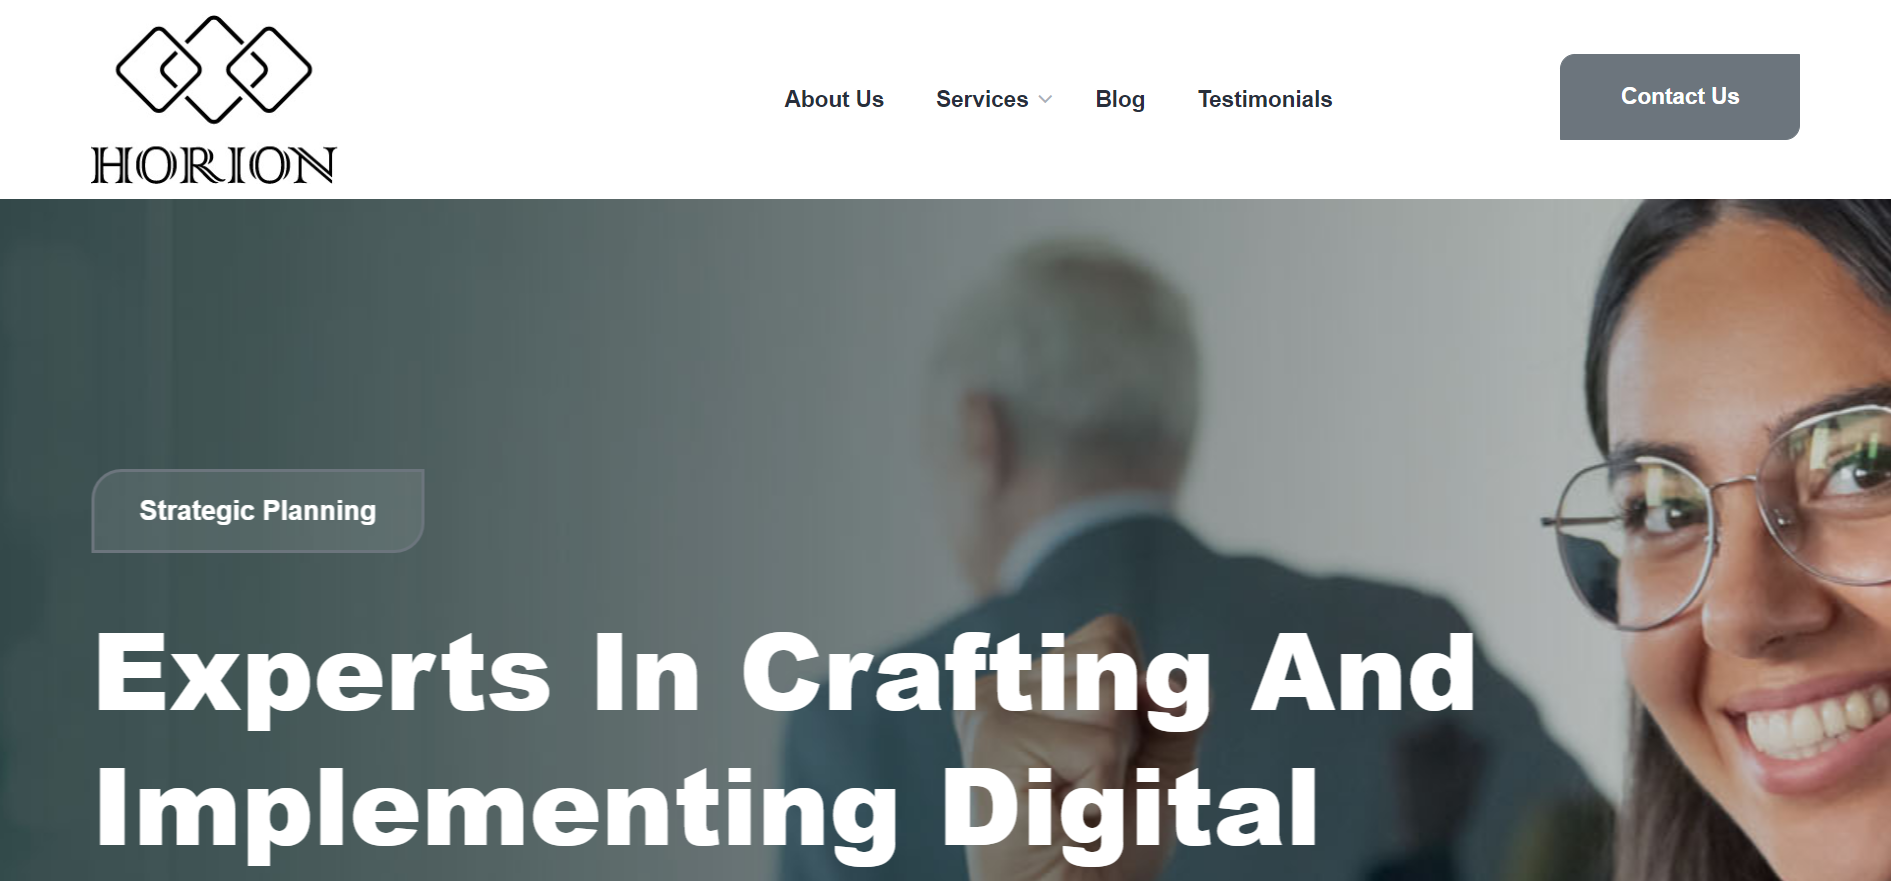 HORION
About Us
Services
Blog
Testimonials
Contact Us
Strategic Planning
Experts In Crafting And
Implementing Digital